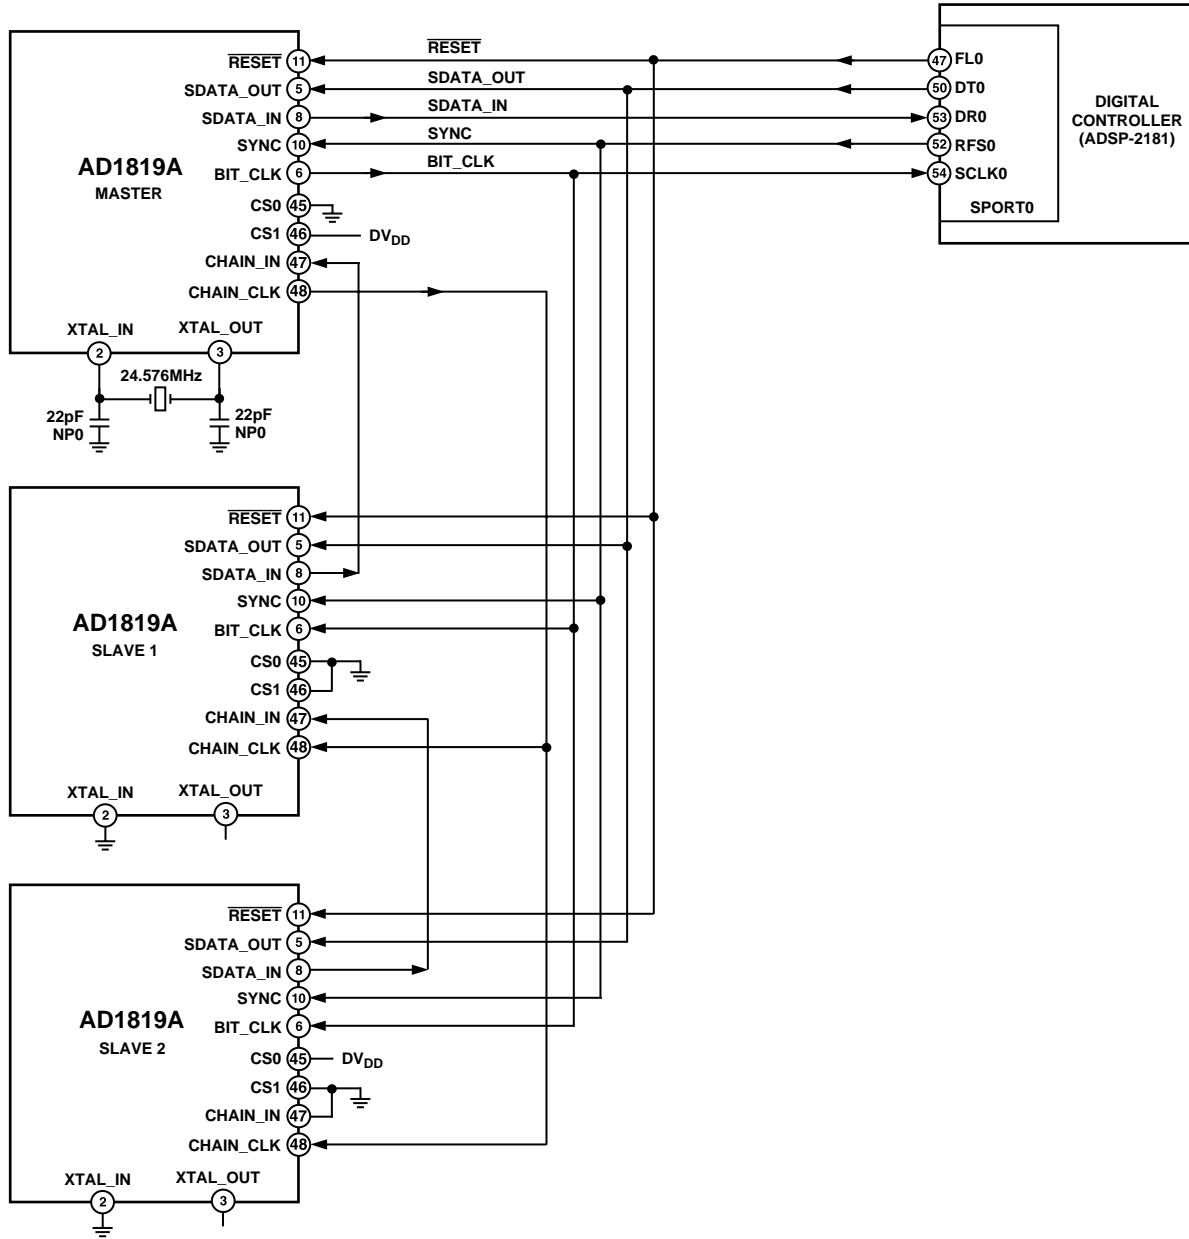 RESET 11
SDATA_OUT 5
SDATA_IN 8
SYNC 10
BIT_CLK 6
CS0 45
CS1 46 DVDD
CHAIN_IN 47
CHAIN_CLK 48
AD1819A
MASTER
XTAL_IN
2
XTAL_OUT
3
24.576MHz
22pF
NP0
22pF
NP0
RESET
SDATA_OUT
SDATA_IN
SYNC
BIT_CLK
47 FL0
50 DT0
53 DR0
52 RFS0
54 SCLK0
SPORT0
DIGITAL
CONTROLLER
(ADSP-2181)
RESET 11
SDATA_OUT 5
SDATA_IN 8
SYNC 10
BIT_CLK 6
CS0 45
CS1 46
CHAIN_IN 47
CHAIN_CLK 48
AD1819A
SLAVE 1
XTAL_IN
2
XTAL_OUT
3
RESET 11
SDATA_OUT 5
SDATA_IN 8
SYNC 10
BIT_CLK 6
CS0 45 DVDD
CS1 46
CHAIN_IN 47
CHAIN_CLK 48
AD1819A
SLAVE 2
XTAL_IN
2
XTAL_OUT
3